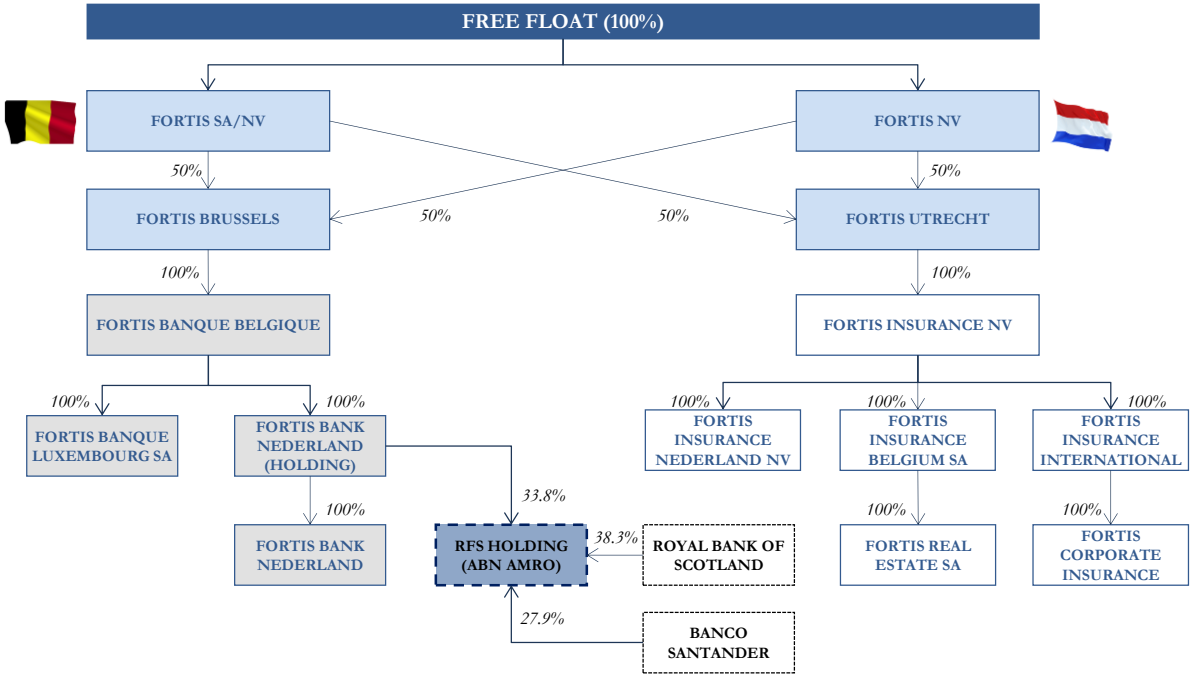 FREE FLOAT (100%)
FORTIS SA/NV
FORTIS NV
50%
50%
FORTIS BRUSSELS
50%
50%
FORTIS UTRECHT
100%
100%
FORTIS BANQUE BELGIQUE
FORTIS INSURANCE NV
100%
100%
100%
100%
100%
FORTIS BANQUE
LUXEMBOURG SA
FORTIS BANK
NEDERLAND
(HOLDING)
FORTIS
INSURANCE
NEDERLAND NV
FORTIS
INSURANCE
BELGIUM SA
FORTIS
INSURANCE
INTERNATIONAL
100%
33.8%
100%
100%
FORTIS BANK
NEDERLAND
RFS HOLDING
(ABN AMRO)
38.3%
ROYAL BANK OF
SCOTLAND
FORTIS REAL
ESTATE SA
FORTIS
CORPORATE
INSURANCE
27.9%
BANCO
SANTANDER